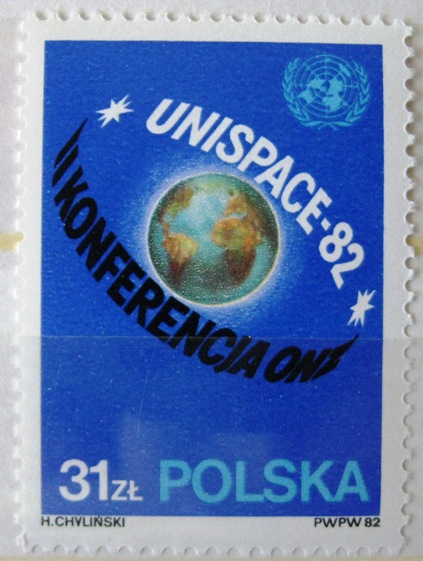 UNISPACE-82
II KONFERENCJA ONZ
31 ZŁ POLSKA
H. CHYLIŃSKI PWPW 82